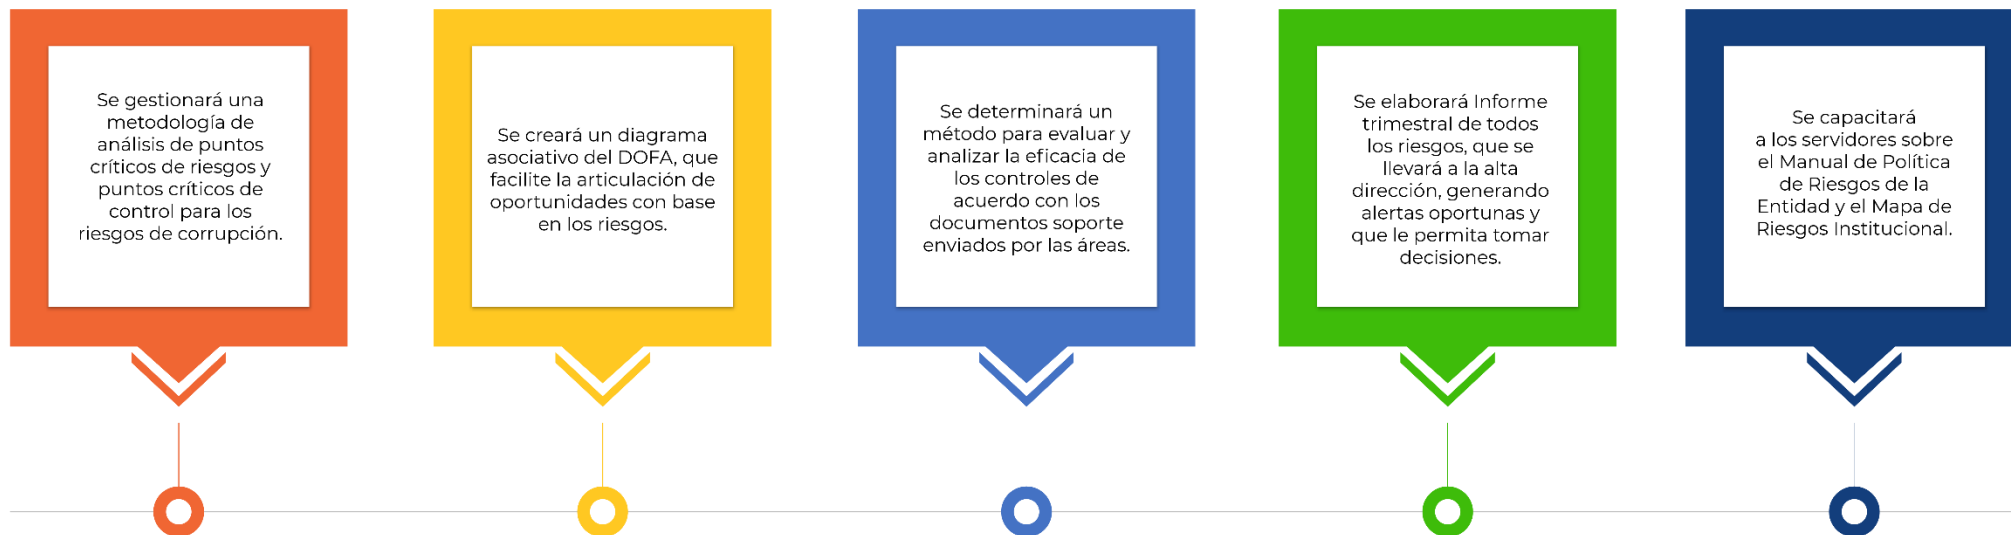 Se gestionará una
metodología de
análisis de puntos
críticos de riesgos y
puntos críticos de
control para los
riesgos de corrupción.
Se creará un diagrama
asociativo del DOFA, que
facilite la articulación de
oportunidades con base
en los riesgos.
Se determinará un
método para evaluar y
analizar la eficacia de
los controles de
acuerdo con los
documentos soporte
enviados por las áreas.
Se elaborará Informe
trimestral de todos
los riesgos, que se
llevará a la alta
dirección, generando
alertas oportunas y
que le permita tomar
decisiones.
Se capacitará
a los servidores sobre
el Manual de Política
de Riesgos de la
Entidad y el Mapa de
Riesgos Institucional.